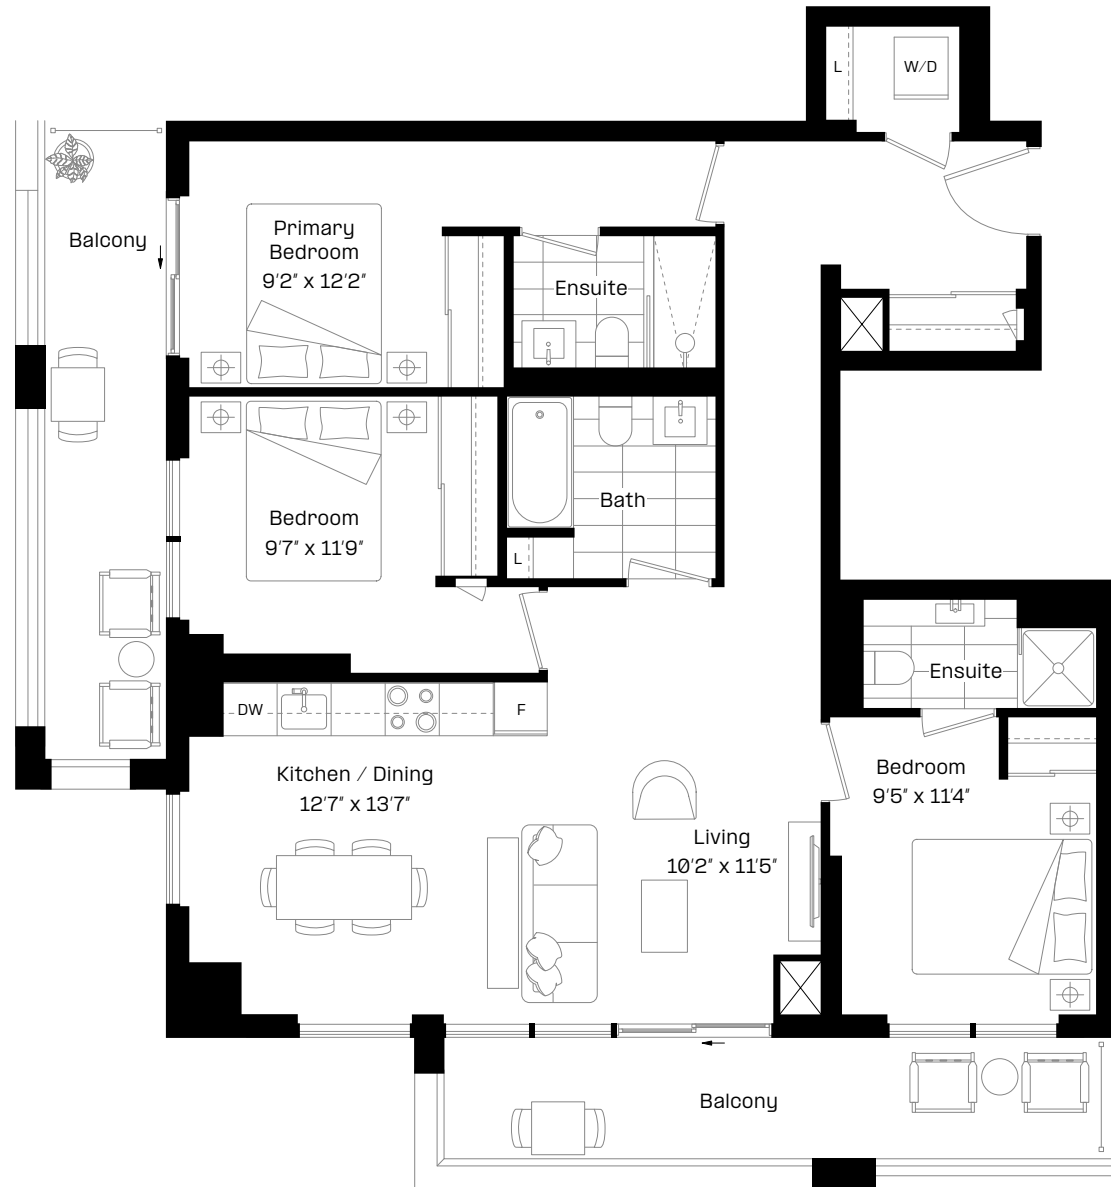 L
W/D
Balcony
Primary
Bedroom
9'2" x 12'2"
Ensuite
Bedroom
9'7" x 11'9"
Bath
L
Ensuite
DW
F
Kitchen / Dining
12'7" x 13'7"
Bedroom
9'5" x 11'4"
Living
10'2" x 11'5"
Balcony